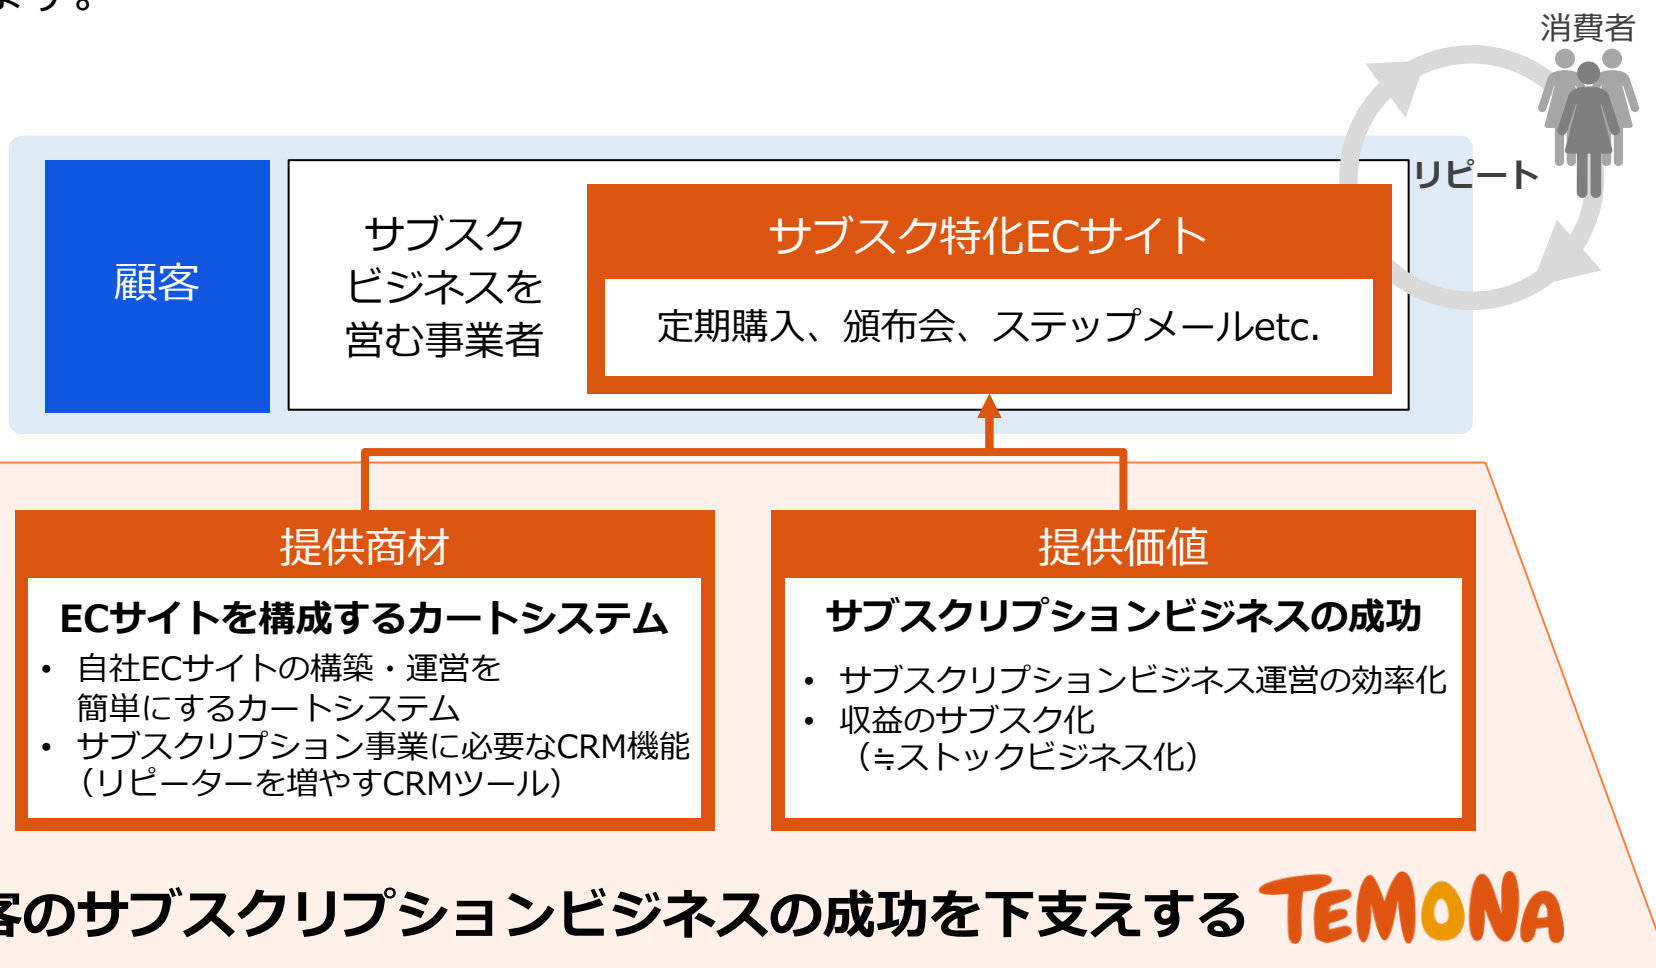 ます。
消費者
リピート
顧客
サブスク
ビジネスを
営む事業者
サブスク特化ECサイト
定期購入、頒布会、ステップメールetc.
提供商材
ECサイトを構成するカートシステム
• 自社ECサイトの構築・運営を
簡単にするカートシステム
• サブスクリプション事業に必要なCRM機能
（リピーターを増やすCRMツール）
提供価値
サブスクリプションビジネスの成功
• サブスクリプションビジネス運営の効率化
• 収益のサブスク化
（≒ストックビジネス化）
客のサブスクリプションビジネスの成功を下支えする TEMONA